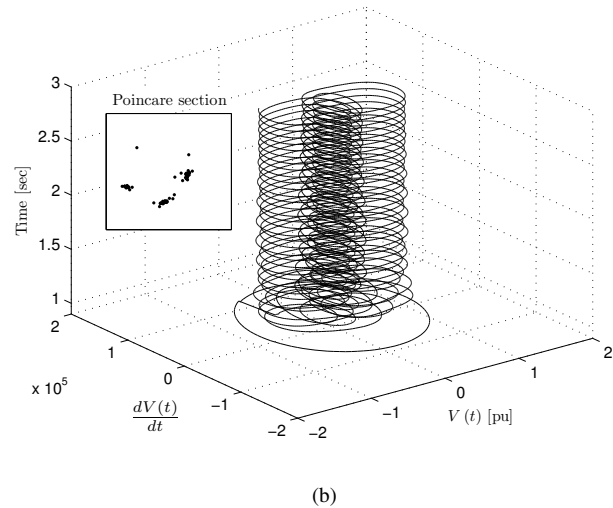 3
Poincare section
2.5
Time [sec]
2
1.5
1
2
1
0
−1
−2
x 10^5
dV(t)
dt
−2
−1
0
1
2
V (t) [pu]
(b)